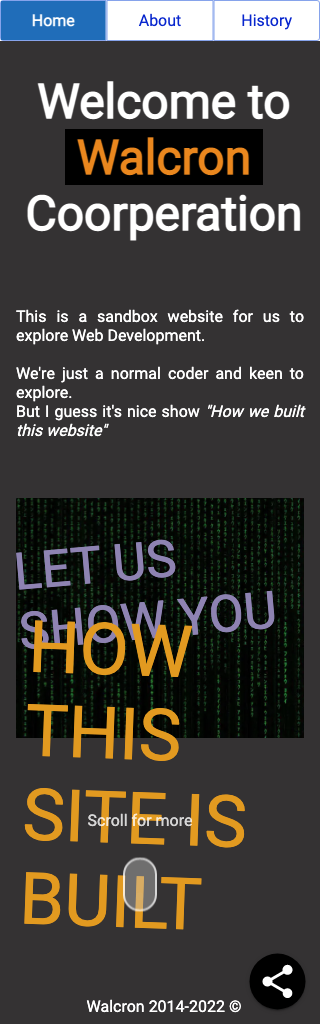 Home About History
Welcome to
Walcron
Coorperation
This is a sandbox website for us to
explore Web Development.
We're just a normal coder and keen to
explore.
But I guess it's nice show "How we built
this website"
LET US
SHOW YOU
HOW
THIS
SITE IS
BUILT
Scroll for more
Walcron 2014-2022 ©